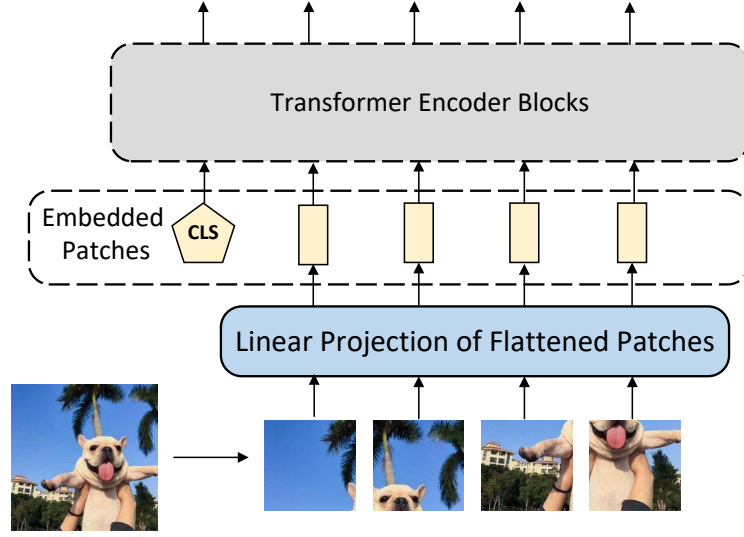 Transformer Encoder Blocks
Embedded
Patches
CLS
Linear Projection of Flattened Patches